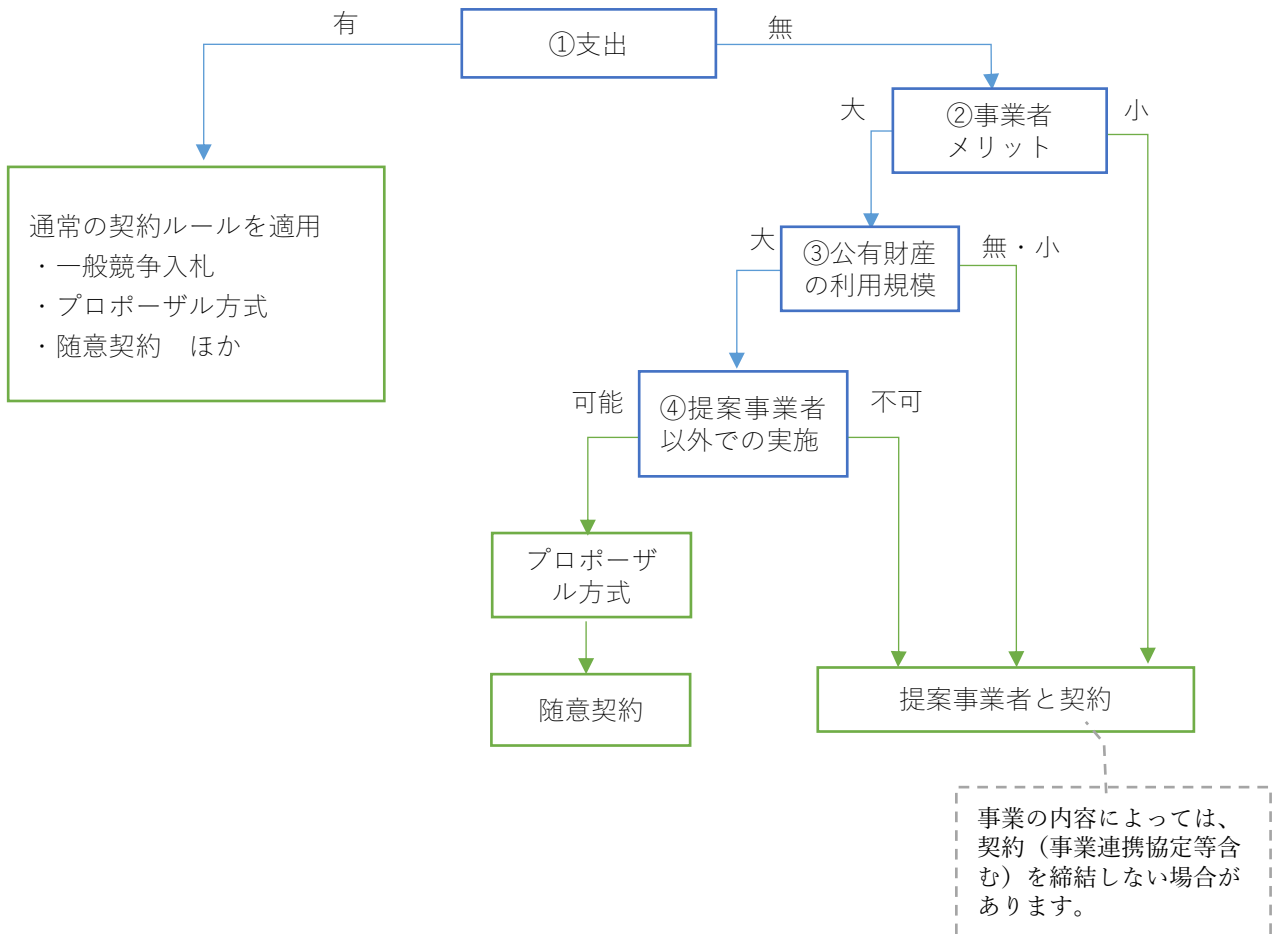 有
①支出
無
大
②事業者
メリット
小
通常の契約ルールを適用
・一般競争入札
・プロポーザル方式
・随意契約　ほか
大
③公有財産
の利用規模
無・小
可能
④提案事業者
以外での実施
不可
プロポーザ
ル方式
随意契約
提案事業者と契約
事業の内容によっては、
契約（事業連携協定等含
む）を締結しない場合が
あります。